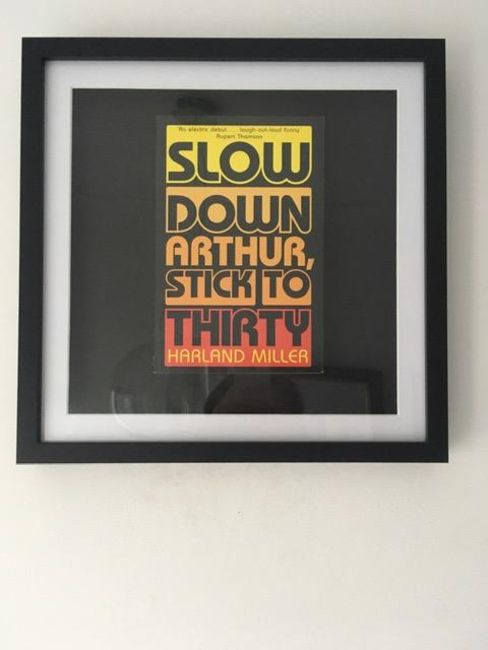 'An electric debut . . . laugh-out-loud funny'
Rupert Thomson
SLOW
DOWN
ARTHUR,
STICK TO
THIRTY
HARLAND MILLER